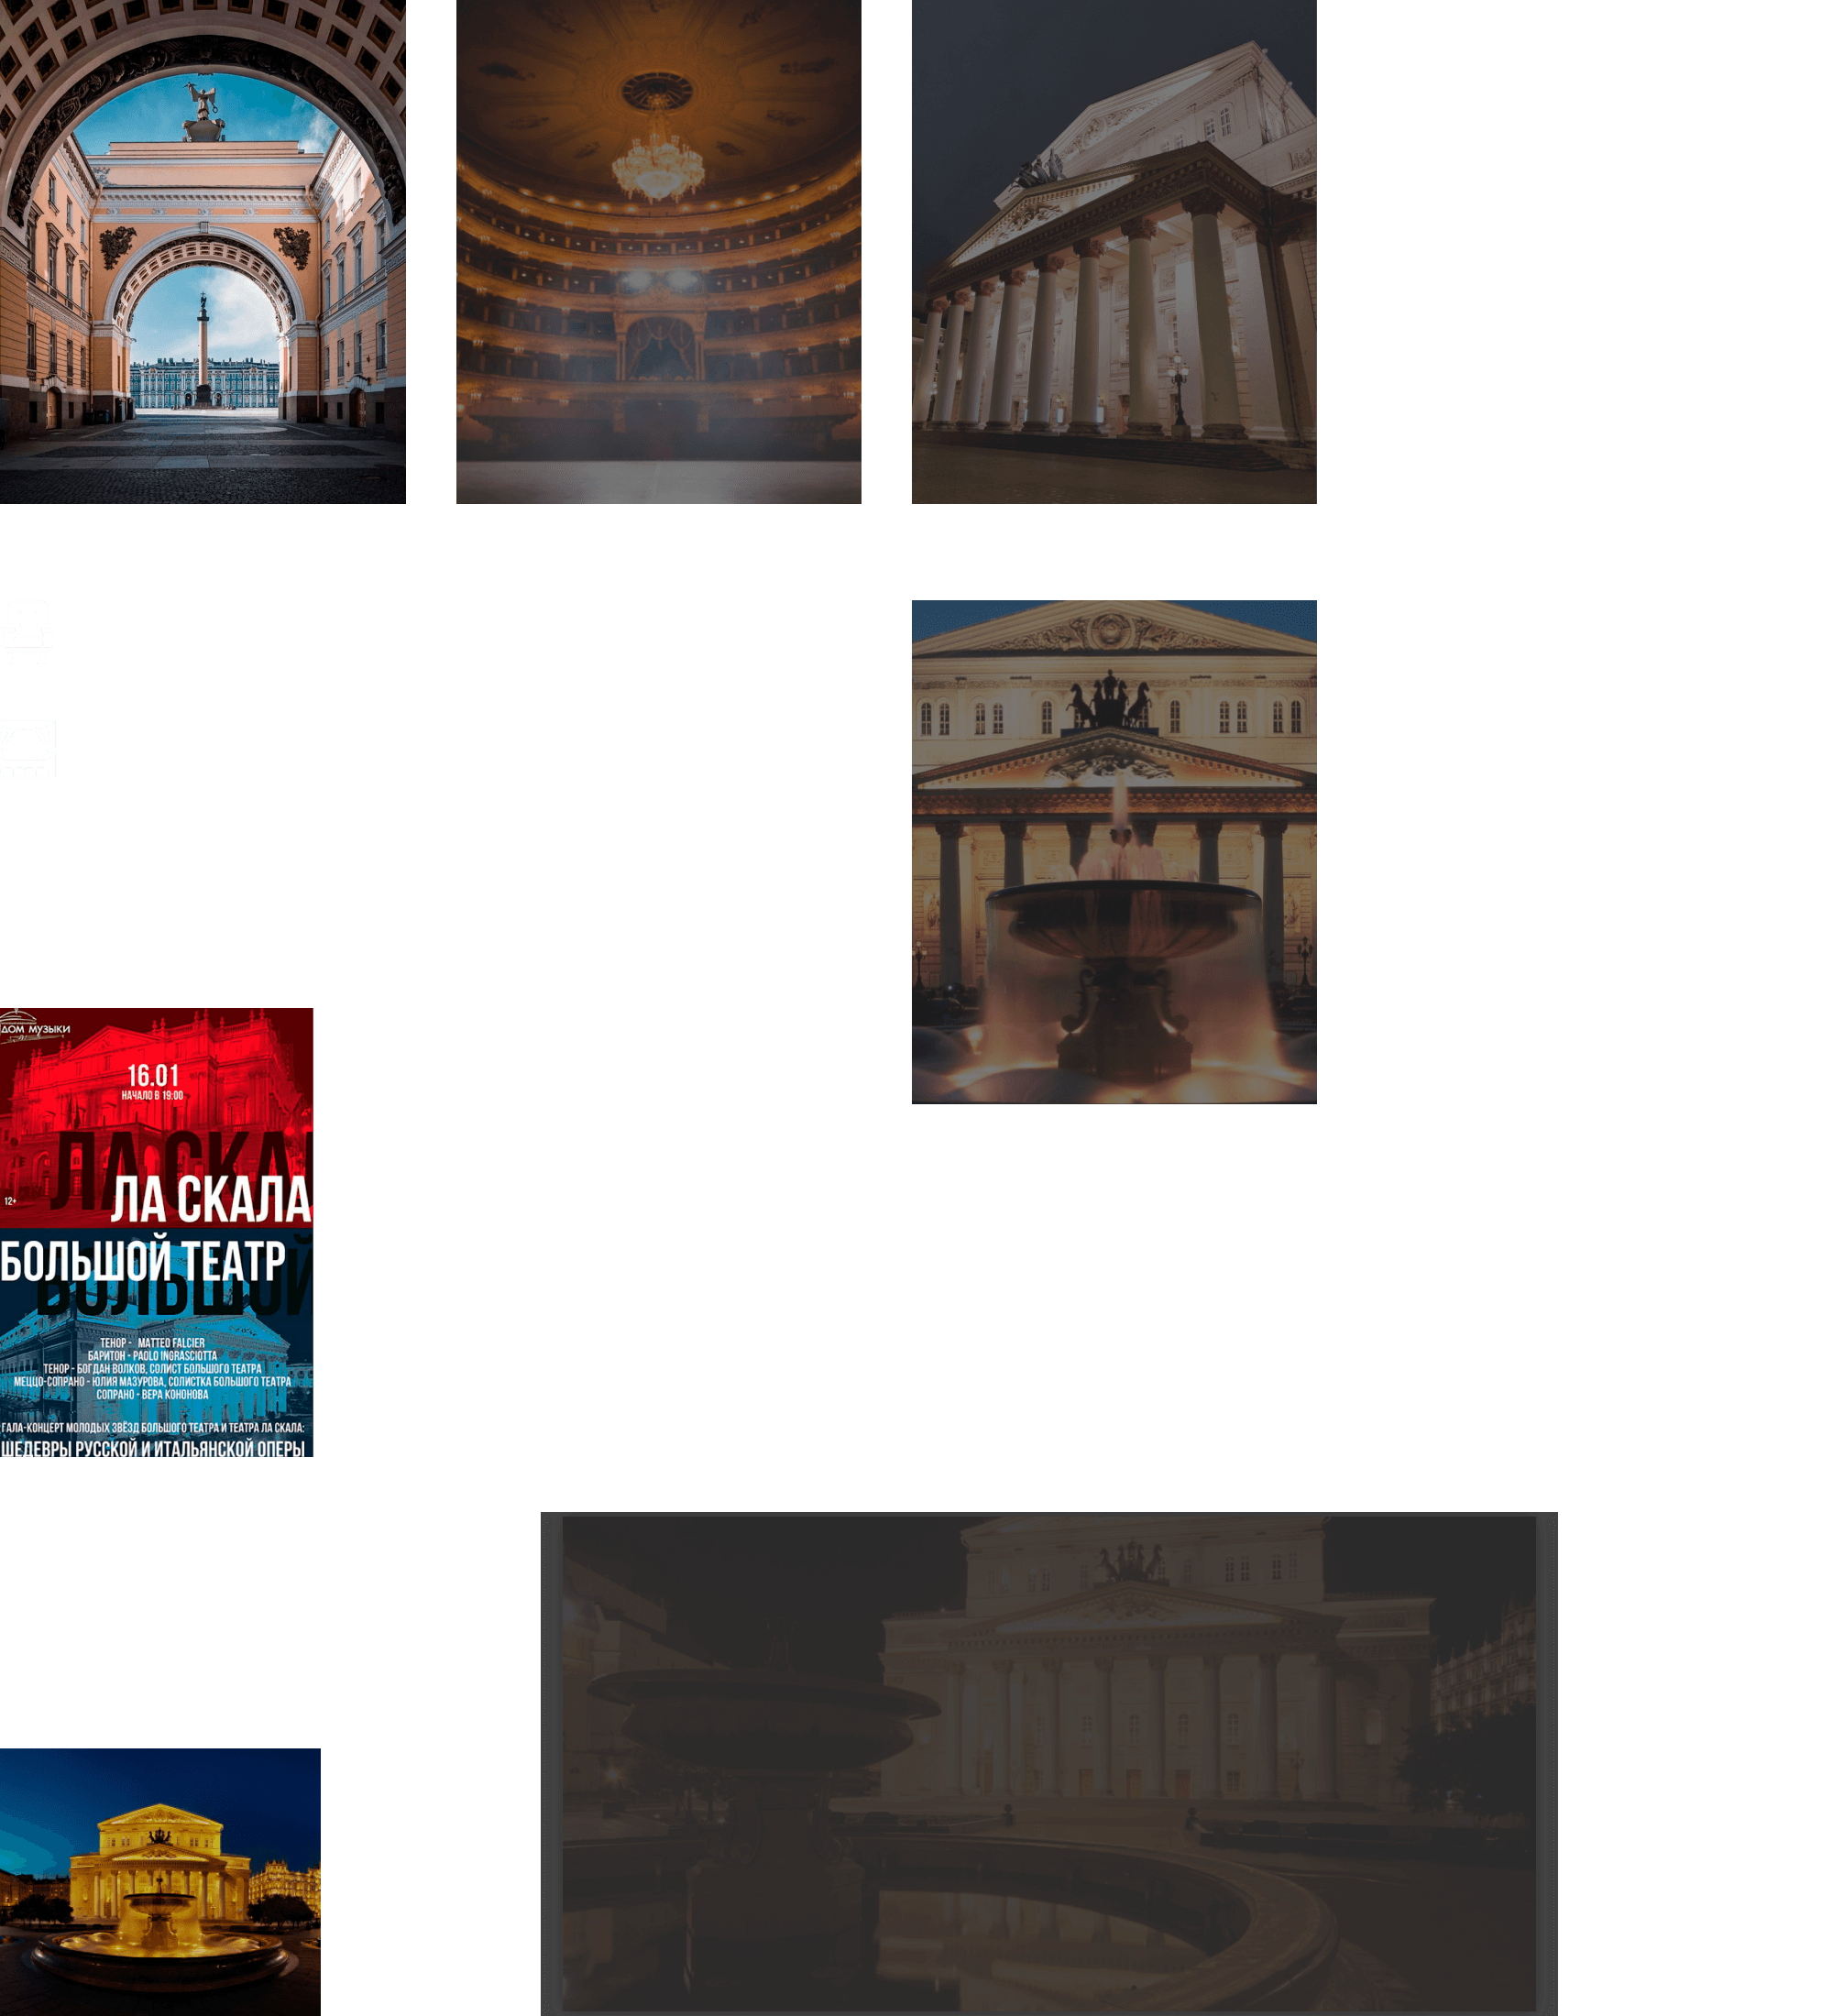 ДОМ МУЗЫКИ
16.01
НАЧАЛО В 19:00
ЛА СКА
ЛА СКАЛА
12+
БОЛЬШОЙ ТЕАТР
БОЛЬШОЙ
ТЕНОР - MATTEO FALCIER
БАРИТОН - PAOLO INGRASCIOTTA
ТЕНОР - БОГДАН ВОЛКОВ, СОЛИСТ БОЛЬШОГО ТЕАТРА
МЕЦЦО-СОПРАНО - ЮЛИЯ МАЗУРОВА, СОЛИСТКА БОЛЬШОГО ТЕАТРА
СОПРАНО - ВЕРА КОНОНОВА
ГАЛА-КОНЦЕРТ МОЛОДЫХ ЗВЁЗД БОЛЬШОГО ТЕАТРА И ТЕАТРА ЛА СКАЛА:
ШЕДЕВРЫ РУССКОЙ И ИТАЛЬЯНСКОЙ ОПЕРЫ